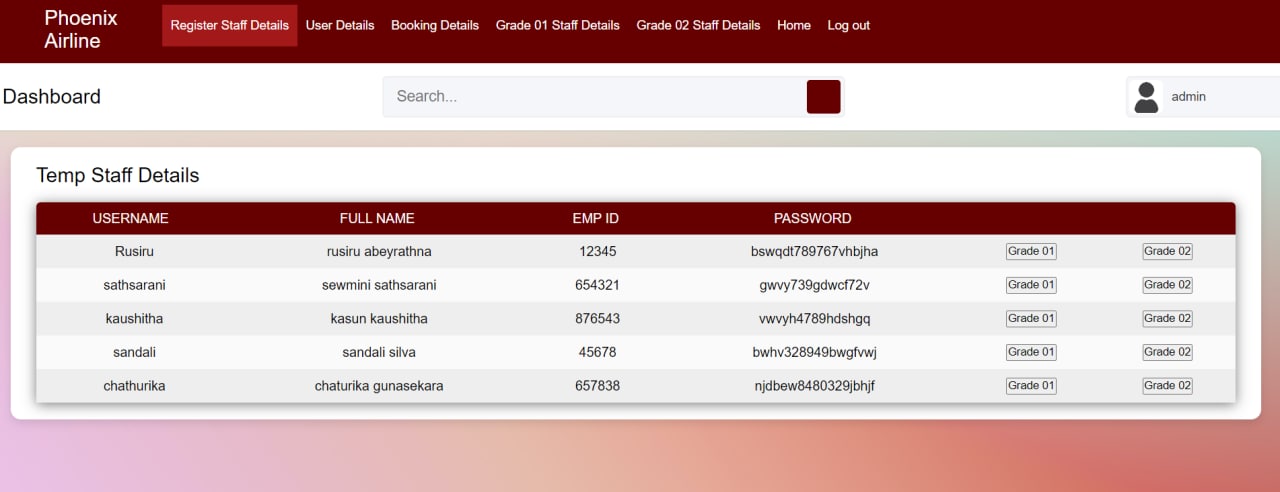 Phoenix
Airline
Register Staff Details User Details Booking Details Grade 01 Staff Details Grade 02 Staff Details Home Log out
Dashboard Search... admin
Temp Staff Details
USERNAME FULL NAME EMP ID PASSWORD
Rusiru rusiru abeyrathna 12345 bswqdt789767vhbjha Grade 01 Grade 02
sathsarani sewmini sathsarani 654321 gwvy739gdwcf72v Grade 01 Grade 02
kaushitha kasun kaushitha 876543 vwvyh4789hdshgq Grade 01 Grade 02
sandali sandali silva 45678 bwhv328949bwgfvwj Grade 01 Grade 02
chathurika chaturika gunasekara 657838 njdbew8480329jbhjf Grade 01 Grade 02